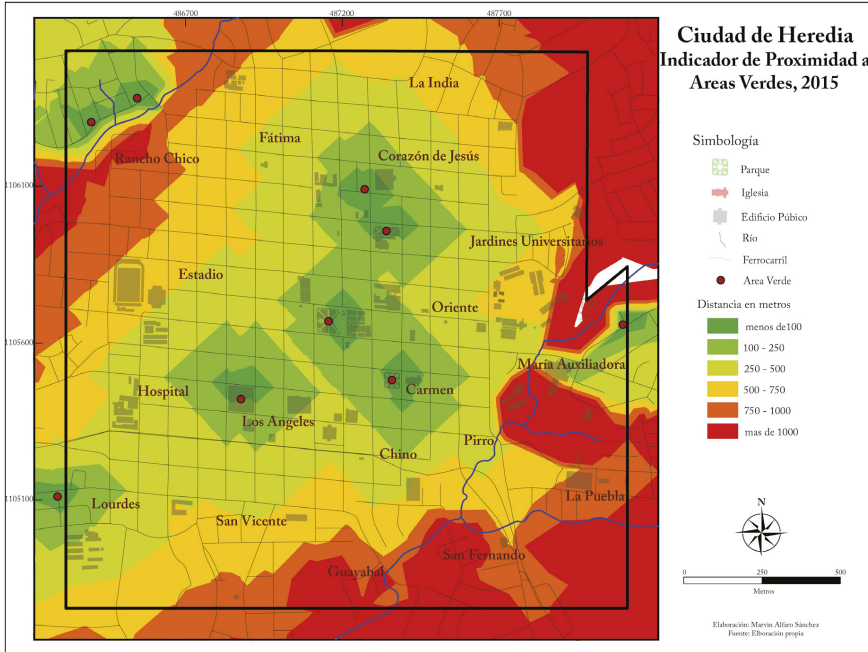 486700
487200
487700
Ciudad de Heredia
Indicador de Proximidad a
Areas Verdes, 2015
La India
Fátima
Corazón de Jesús
Rancho Chico
1106100
Jardines Universitarios
Estadio
Oriente
1105600
María Auxiliadora
Hospital
Carmen
Los Angeles
Pirro
Chino
1105100
Lourdes
La Puebla
San Vicente
San Fernando
Guayabal
Simbología
Parque
Iglesia
Edificio Púbico
Río
Ferrocarril
Area Verde
Distancia en metros
menos de100
100 - 250
250 - 500
500 - 750
750 - 1000
mas de 1000
N
0 250 500
Metros
Elaboración: Marvin Alfaro Sánchez
Fuente: Elboración propia